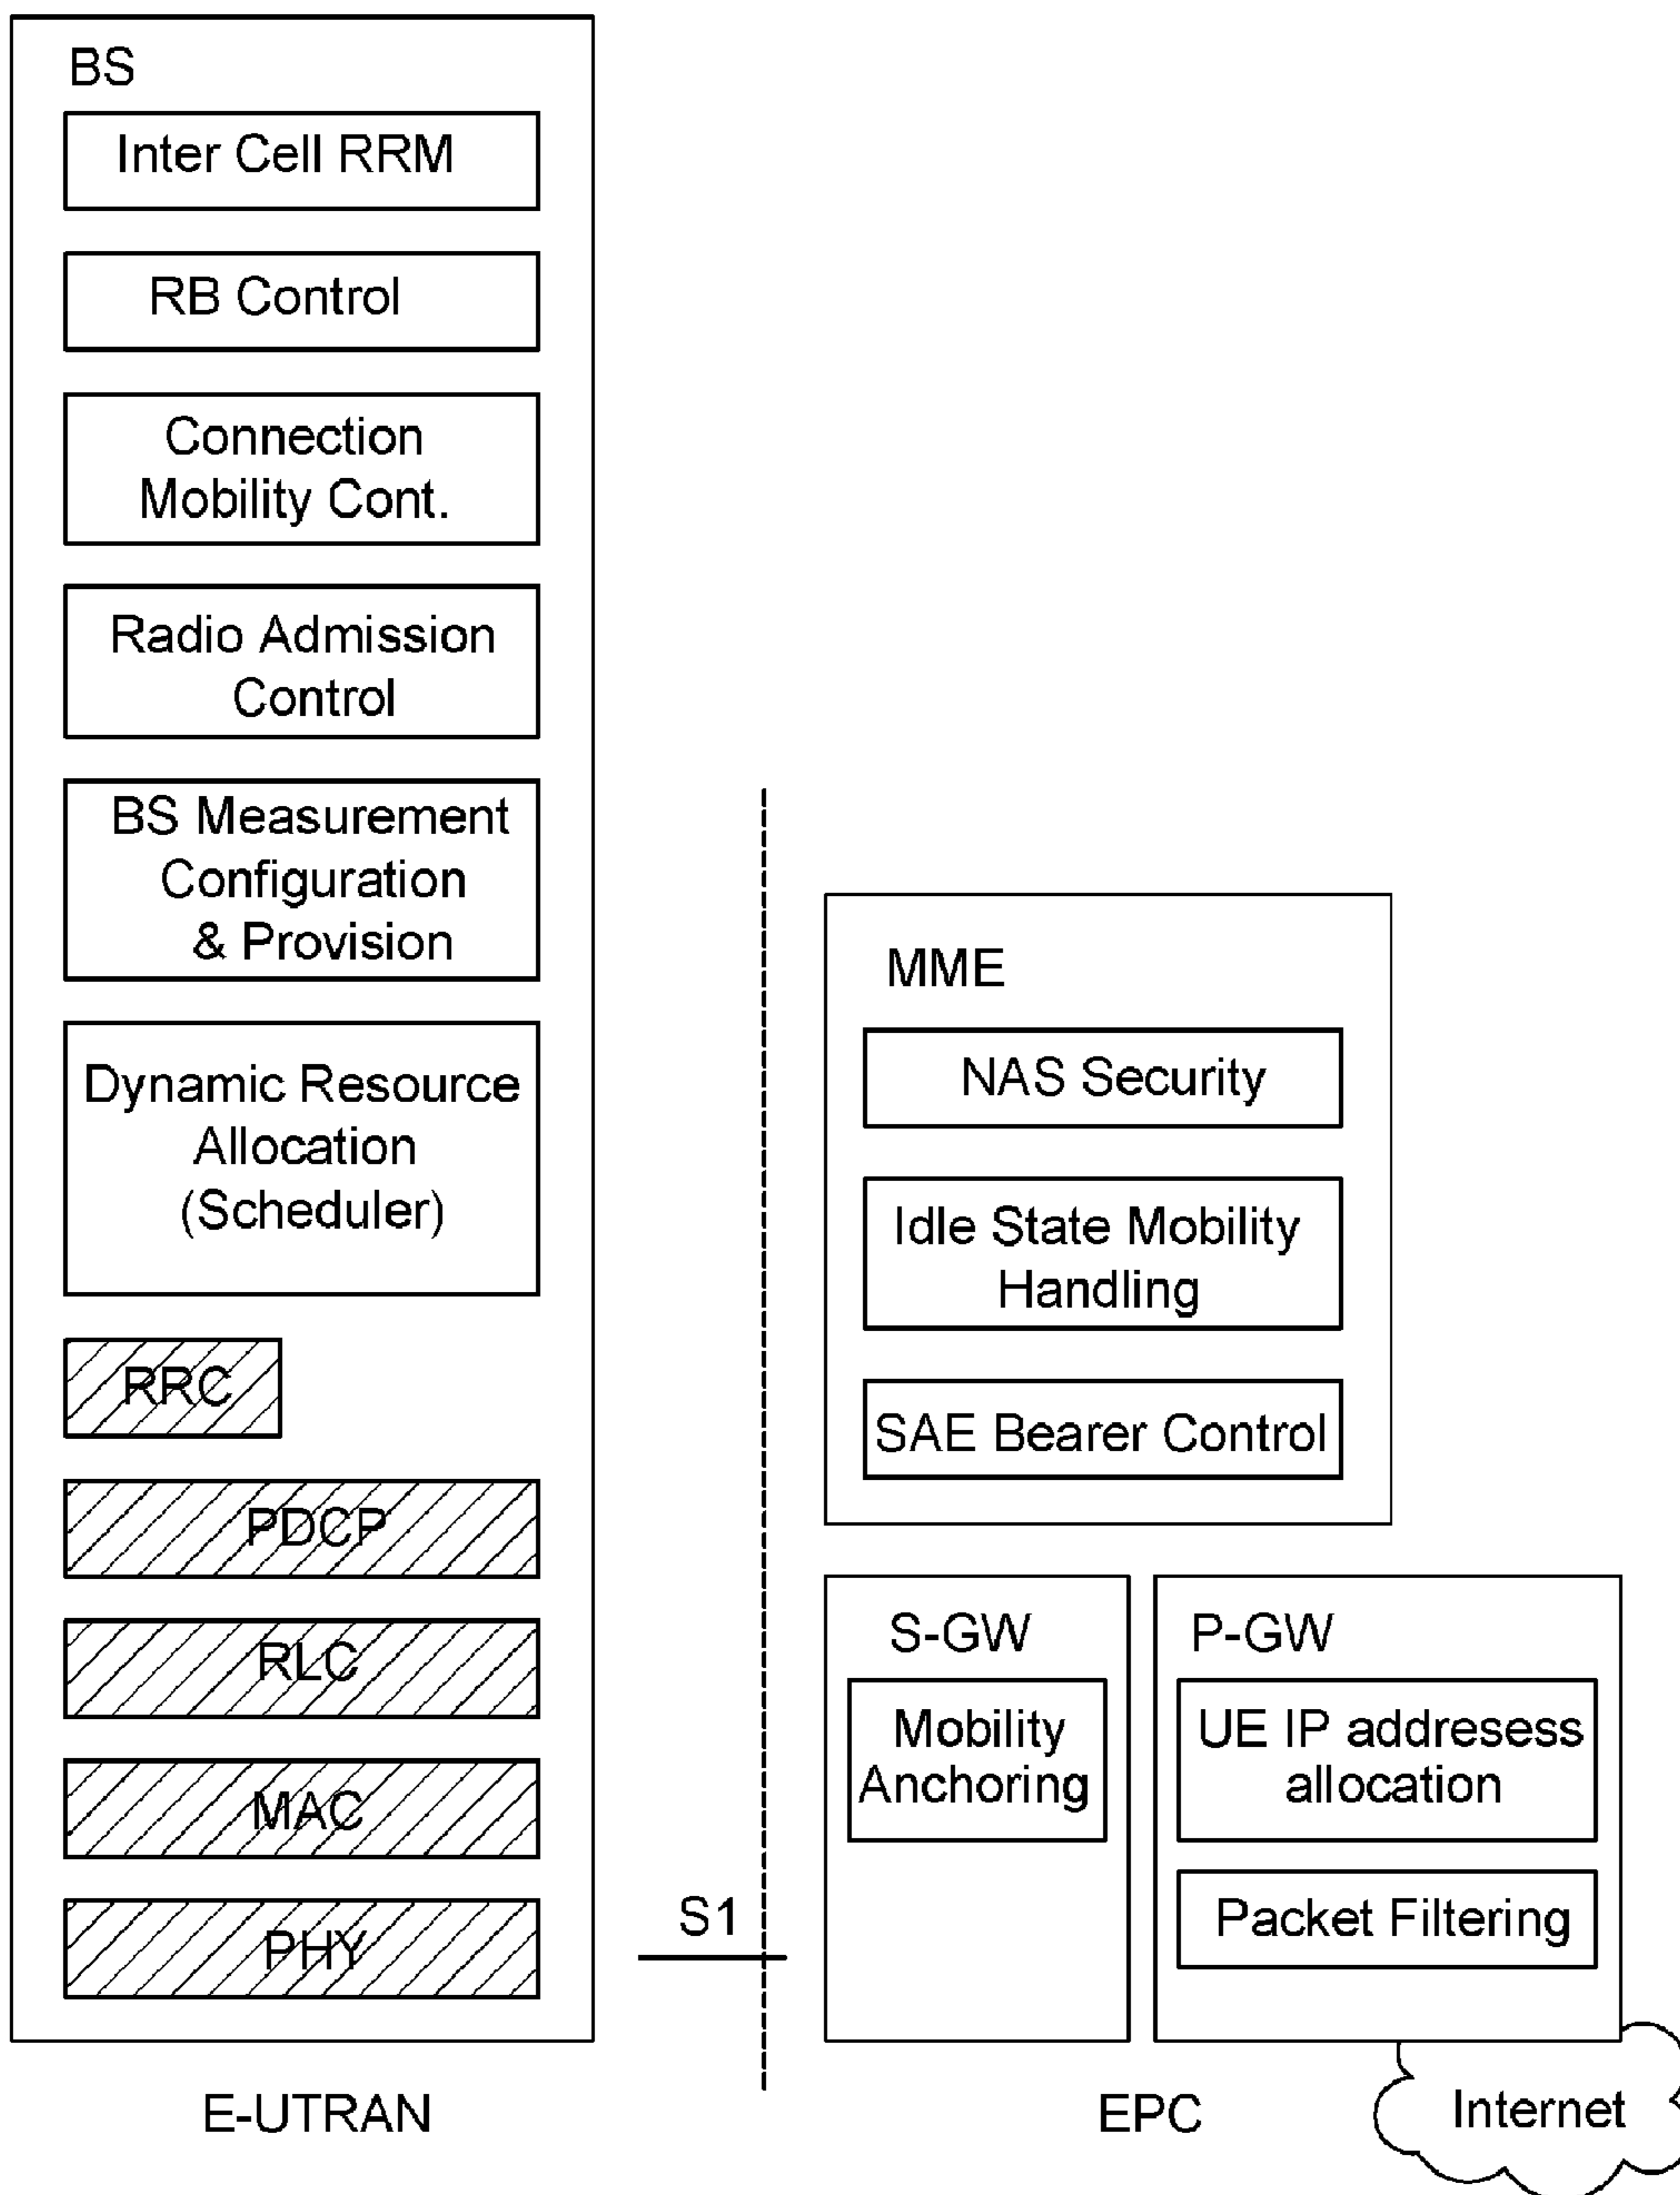 BS
Inter Cell RRM
RB Control
Connection
Mobility Cont.
Radio Admission
Control
BS Measurement
Configuration
& Provision
Dynamic Resource
Allocation
(Scheduler)
RRC
PDCP
RLC
MAC
PHY
E-UTRAN
S1
MME
NAS Security
Idle State Mobility
Handling
SAE Bearer Control
S-GW
Mobility
Anchoring
P-GW
UE IP addresess
allocation
Packet Filtering
EPC
Internet